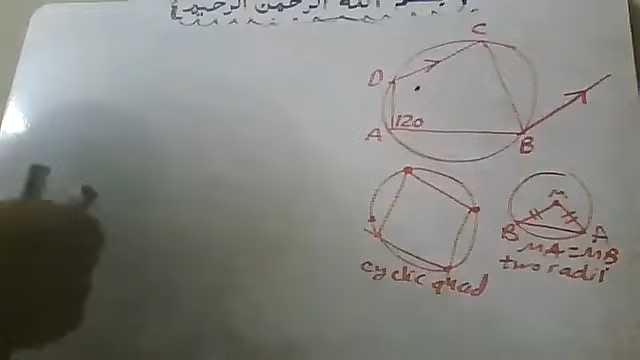 بسم الله الرحمن الرحيم
C
D
A 120
B
M
B A
MA=MB
two radii
cyclic quad